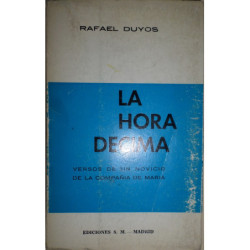 RAFAEL DUYOS
LA
HORA
DECIMA
VERSOS DE UN NOVICIO
DE LA COMPAÑIA DE MARIA
EDICIONES S. M. - MADRID